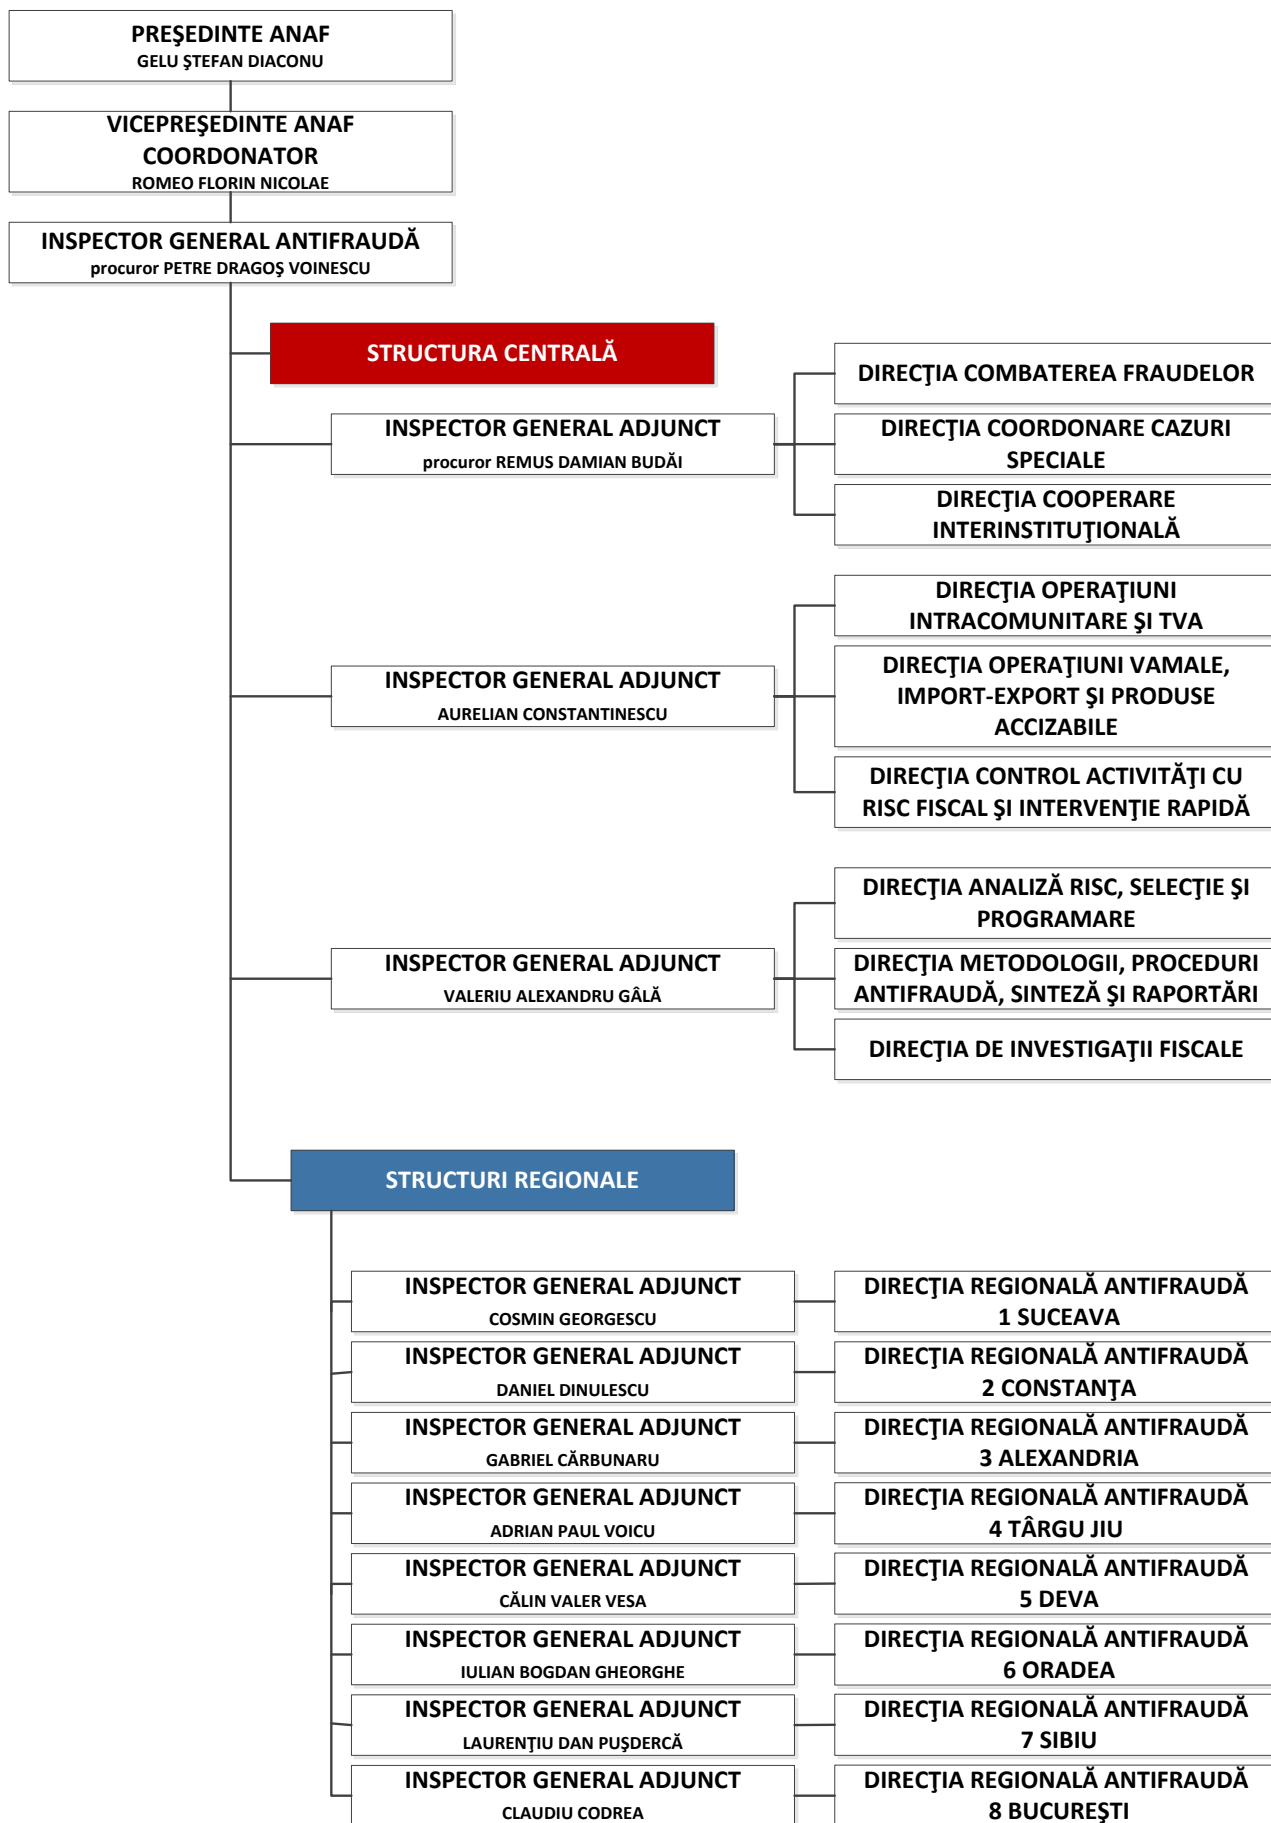 PREŞEDINTE ANAF
GELU ŞTEFAN DIACONU
VICEPREŞEDINTE ANAF
COORDONATOR
ROMEO FLORIN NICOLAE
INSPECTOR GENERAL ANTIFRAUDĂ
procuror PETRE DRAGOŞ VOINESCU
STRUCTURA CENTRALĂ
INSPECTOR GENERAL ADJUNCT
procuror REMUS DAMIAN BUDĂI
DIRECŢIA COMBATEREA FRAUDELOR
DIRECŢIA COORDONARE CAZURI
SPECIALE
DIRECŢIA COOPERARE
INTERINSTITUŢIONALĂ
INSPECTOR GENERAL ADJUNCT
AURELIAN CONSTANTINESCU
DIRECŢIA OPERAŢIUNI
INTRACOMUNITARE ŞI TVA
DIRECŢIA OPERAŢIUNI VAMALE,
IMPORT-EXPORT ŞI PRODUSE
ACCIZABILE
DIRECŢIA CONTROL ACTIVITĂŢI CU
RISC FISCAL ŞI INTERVENŢIE RAPIDĂ
INSPECTOR GENERAL ADJUNCT
VALERIU ALEXANDRU GÂLĂ
DIRECŢIA ANALIZĂ RISC, SELECŢIE ŞI
PROGRAMARE
DIRECŢIA METODOLOGII, PROCEDURI
ANTIFRAUDĂ, SINTEZĂ ŞI RAPORTĂRI
DIRECŢIA DE INVESTIGAŢII FISCALE
STRUCTURI REGIONALE
INSPECTOR GENERAL ADJUNCT
COSMIN GEORGESCU
DIRECŢIA REGIONALĂ ANTIFRAUDĂ
1 SUCEAVA
INSPECTOR GENERAL ADJUNCT
DANIEL DINULESCU
DIRECŢIA REGIONALĂ ANTIFRAUDĂ
2 CONSTANŢA
INSPECTOR GENERAL ADJUNCT
GABRIEL CĂRBUNARU
DIRECŢIA REGIONALĂ ANTIFRAUDĂ
3 ALEXANDRIA
INSPECTOR GENERAL ADJUNCT
ADRIAN PAUL VOICU
DIRECŢIA REGIONALĂ ANTIFRAUDĂ
4 TÂRGU JIU
INSPECTOR GENERAL ADJUNCT
CĂLIN VALER VESA
DIRECŢIA REGIONALĂ ANTIFRAUDĂ
5 DEVA
INSPECTOR GENERAL ADJUNCT
IULIAN BOGDAN GHEORGHE
DIRECŢIA REGIONALĂ ANTIFRAUDĂ
6 ORADEA
INSPECTOR GENERAL ADJUNCT
LAURENŢIU DAN PUŞDERCĂ
DIRECŢIA REGIONALĂ ANTIFRAUDĂ
7 SIBIU
INSPECTOR GENERAL ADJUNCT
CLAUDIU CODREA
DIRECŢIA REGIONALĂ ANTIFRAUDĂ
8 BUCUREŞTI